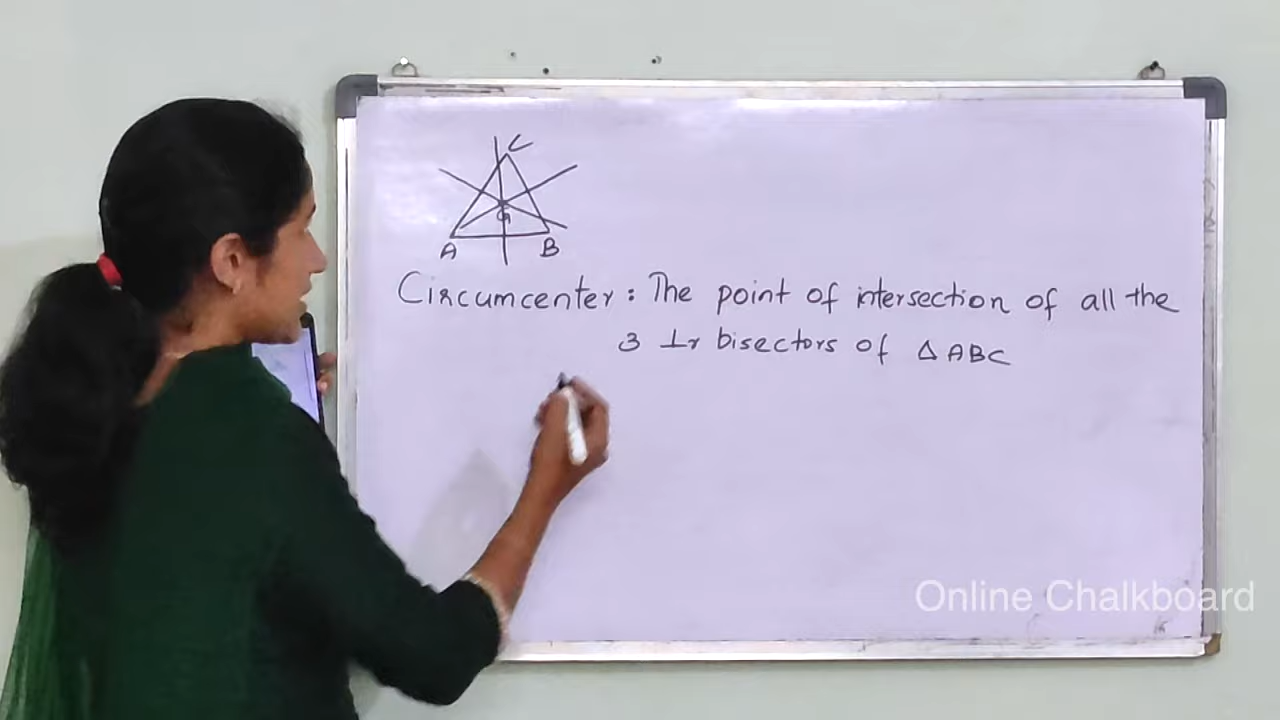 C
G
A B
Circumcenter : The point of intersection of all the
3 ⊥r bisectors of △ ABC
Online Chalkboard